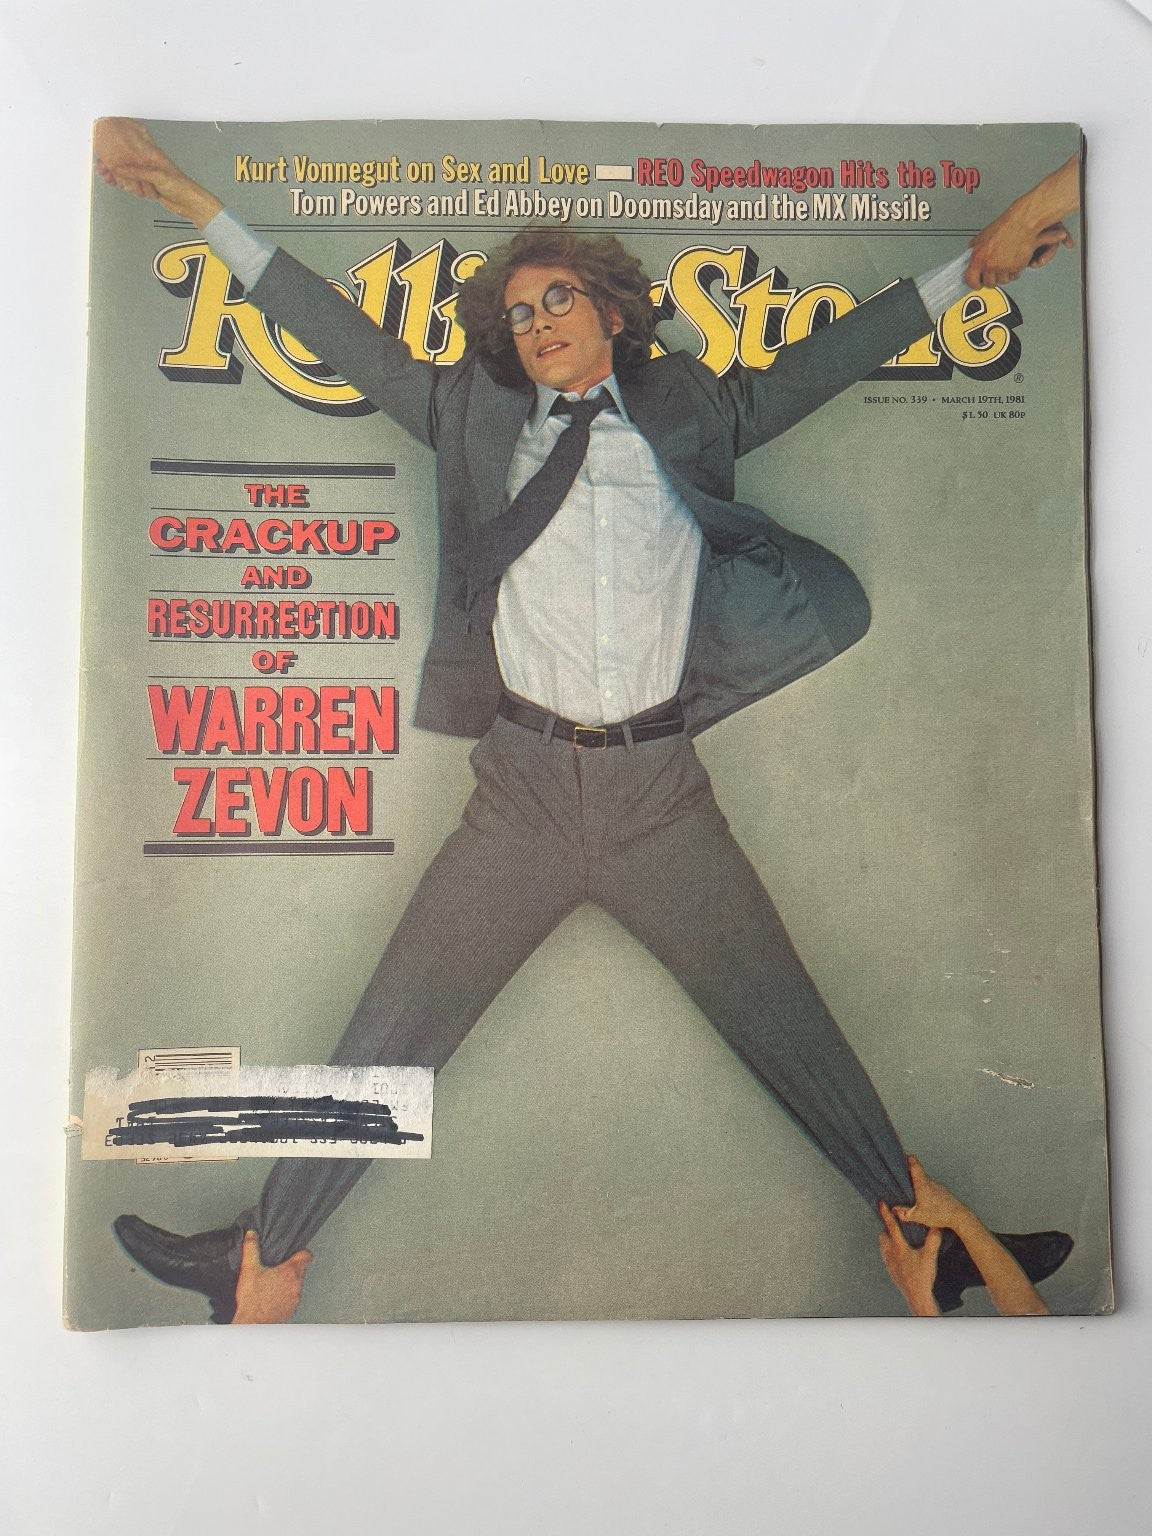 Kurt Vonnegut on Sex and Love — REO Speedwagon Hits the Top
Tom Powers and Ed Abbey on Doomsday and the MX Missile
Rolling Stone
®
ISSUE NO. 339 • MARCH 19TH, 1981
$1.50 UK 80P
THE
CRACKUP
AND
RESURRECTION
OF
WARREN
ZEVON